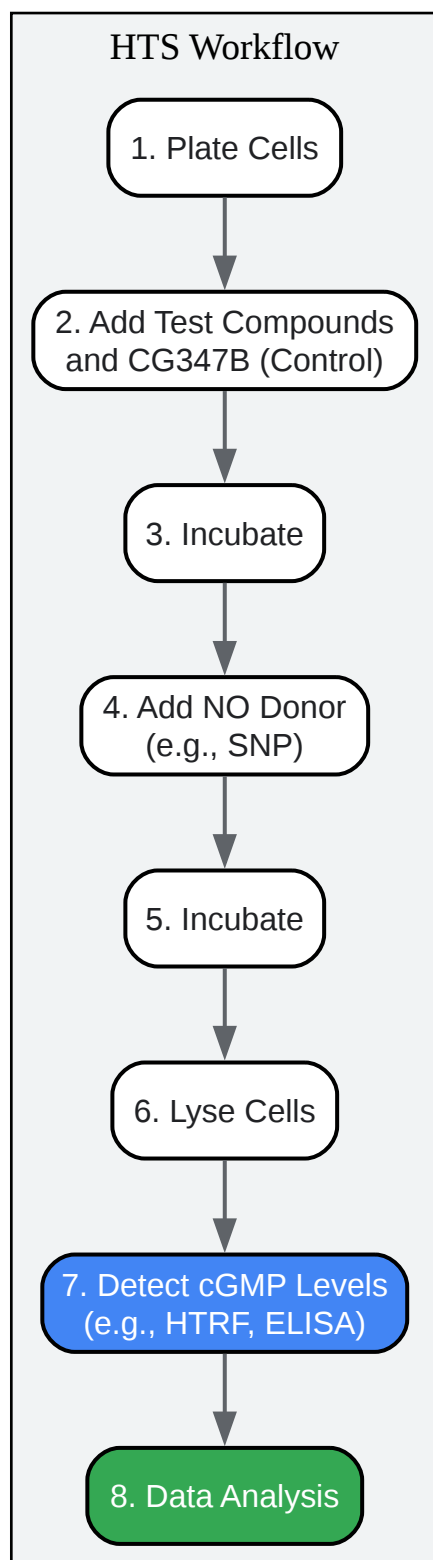 HTS Workflow
1. Plate Cells
2. Add Test Compounds
and CG347B (Control)
3. Incubate
4. Add NO Donor
(e.g., SNP)
5. Incubate
6. Lyse Cells
7. Detect cGMP Levels
(e.g., HTRF, ELISA)
8. Data Analysis